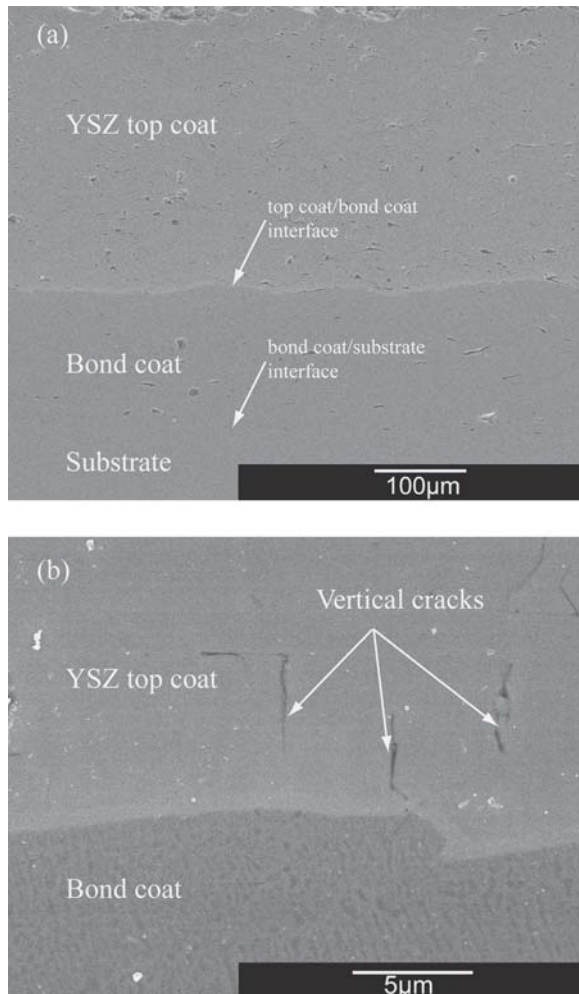 (a)
YSZ top coat
top coat/bond coat
interface
Bond coat
bond coat/substrate
interface
Substrate
100µm
(b)
Vertical cracks
YSZ top coat
Bond coat
5µm